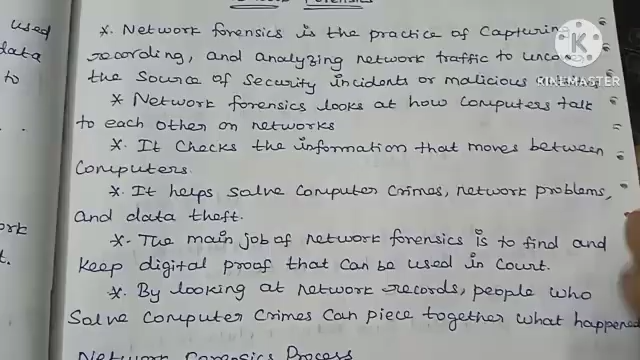 Network Forensics
used
data
to
ork
t.
*. Network forensics is the practice of Capturing
recording, and analyzing network traffic to
the Source of Security incidents or malicious
* Network forensics looks at how computers talk
to each other on networks
*. It checks the information that moves between
Computers.
*. It helps solve computer crimes, network problems,
and data theft.
*. The main job of network forensics is to find and
keep digital proof that can be used in Court.
*. By looking at network records, people who
Solve Computer Crimes Can piece together what happened
Network Forensics Process
K
KINEMASTER